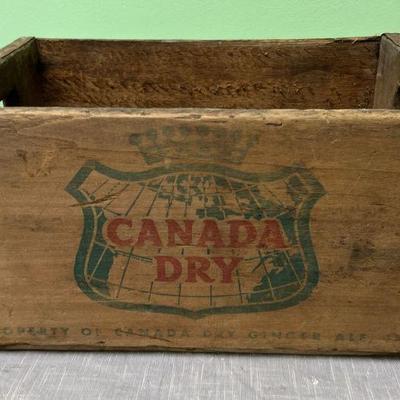 CANADA
DRY
PROPERTY OF CANADA DRY GINGER ALE,